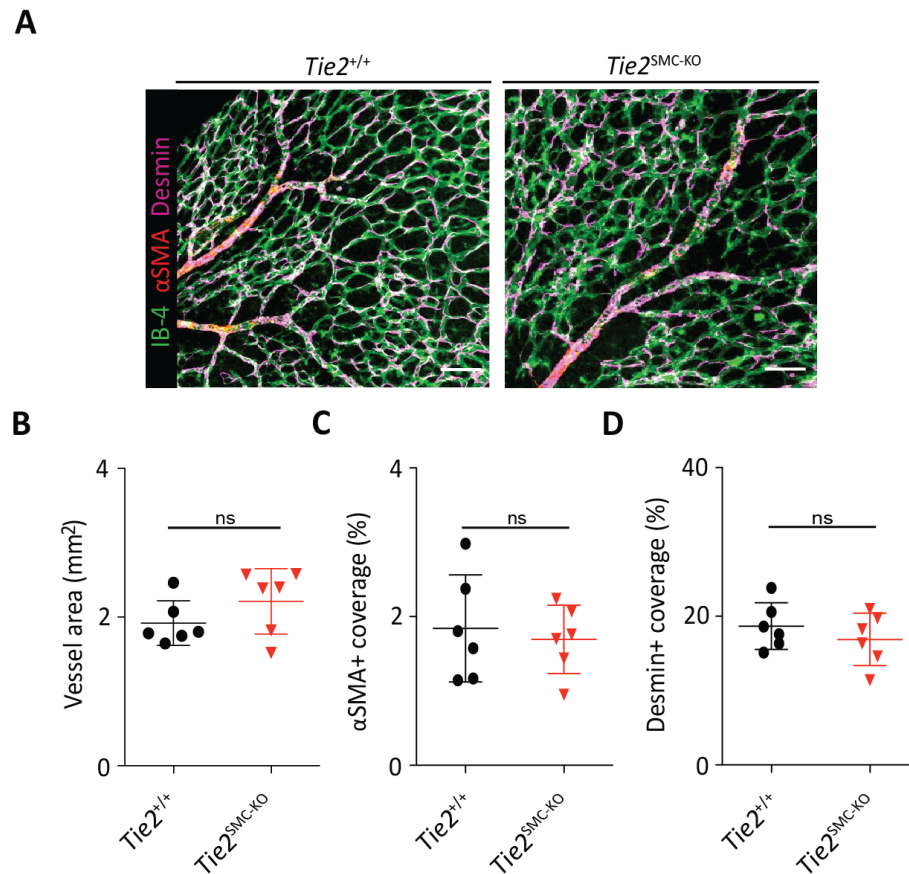 A
Tie2+/+
Tie2SMC-KO
IB-4 αSMA Desmin
B
C
D
Vessel area (mm²)
4
2
0
ns
Tie2+/+
Tie2SMC-KO
αSMA+ coverage (%)
4
2
0
ns
Tie2+/+
Tie2SMC-KO
Desmin+ coverage (%)
40
20
0
ns
Tie2+/+
Tie2SMC-KO